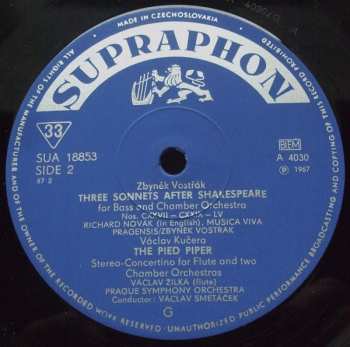 MADE IN CZECHOSLOVAKIA
ALL RIGHTS OF THE MANUFACTURER AND OF THE OWNER OF THE RECORDED WORK RESERVED · UNAUTHORIZED PUBLIC PERFORMANCE BROADCASTING AND COPYING OF THIS RECORD PROHIBITED
SUPRAPHON
33
SUA 18853
SIDE 2
67 2
BIEM
A 4030
Ⓟ 1967
Zbyněk Vostřák
THREE SONNETS AFTER SHAKESPEARE
for Bass and Chamber Orchestra
Nos. LV
RICHARD NOVÁK (in English), MUSICA VIVA
PRAGENSIS/ZBYNĚK VOSTŘÁK
Václav Kučera
THE PIED PIPER
Stereo-Concertino for Flute and two
Chamber Orchestros
VÁCLAV ŽILKA (flute)
PRAGUE SYMPHONY ORCHESTRA
Conductor: VÁCLAV SMETÁČEK
G